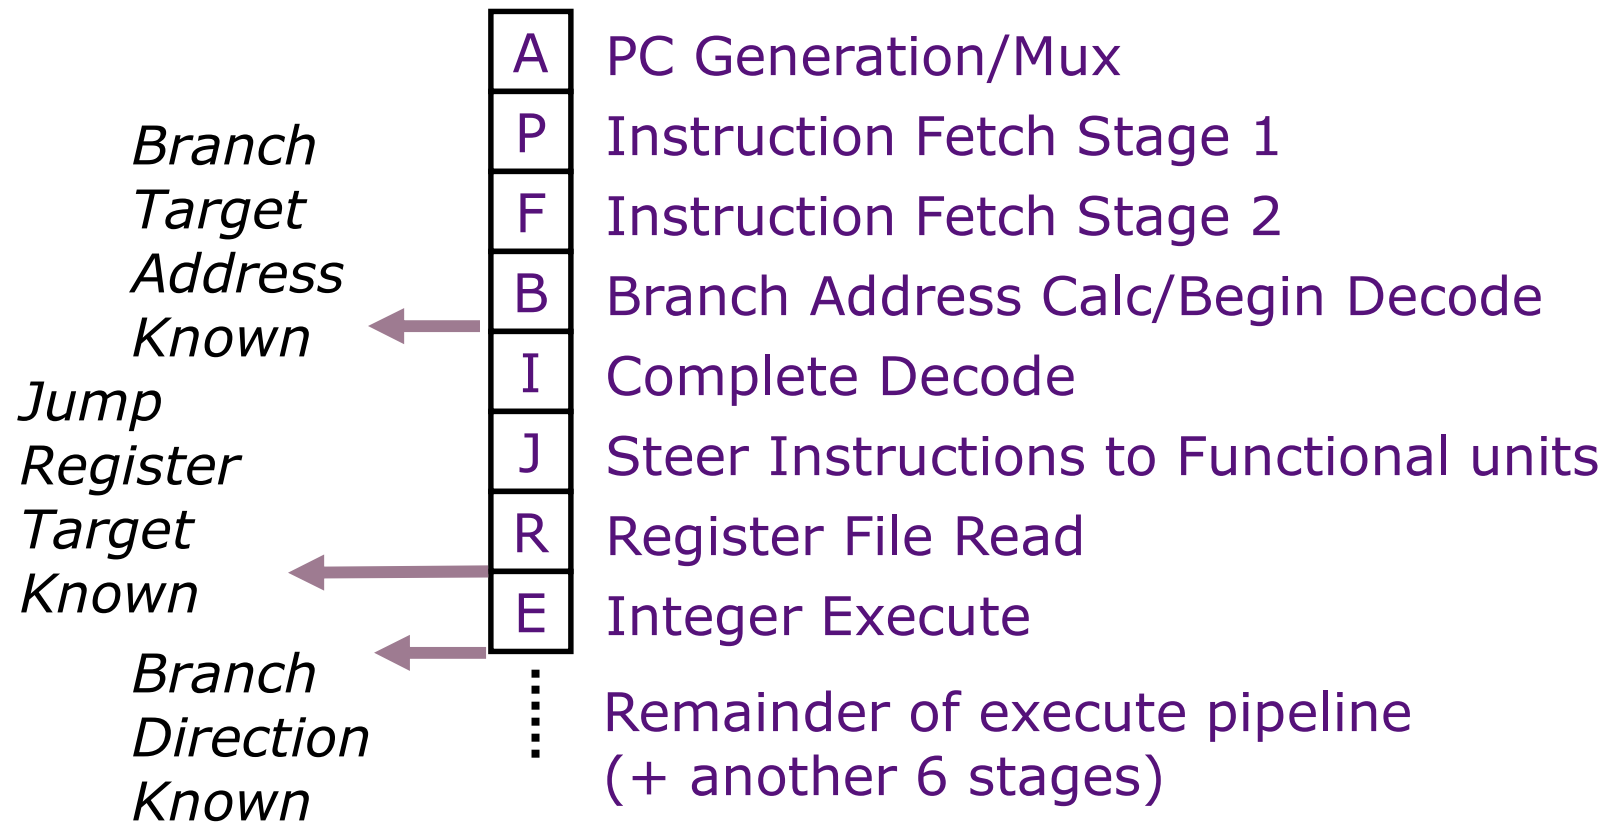 A PC Generation/Mux
P Instruction Fetch Stage 1
F Instruction Fetch Stage 2
B Branch Address Calc/Begin Decode
I Complete Decode
J Steer Instructions to Functional units
R Register File Read
E Integer Execute
Remainder of execute pipeline
(+ another 6 stages)
Branch
Target
Address
Known
Jump
Register
Target
Known
Branch
Direction
Known